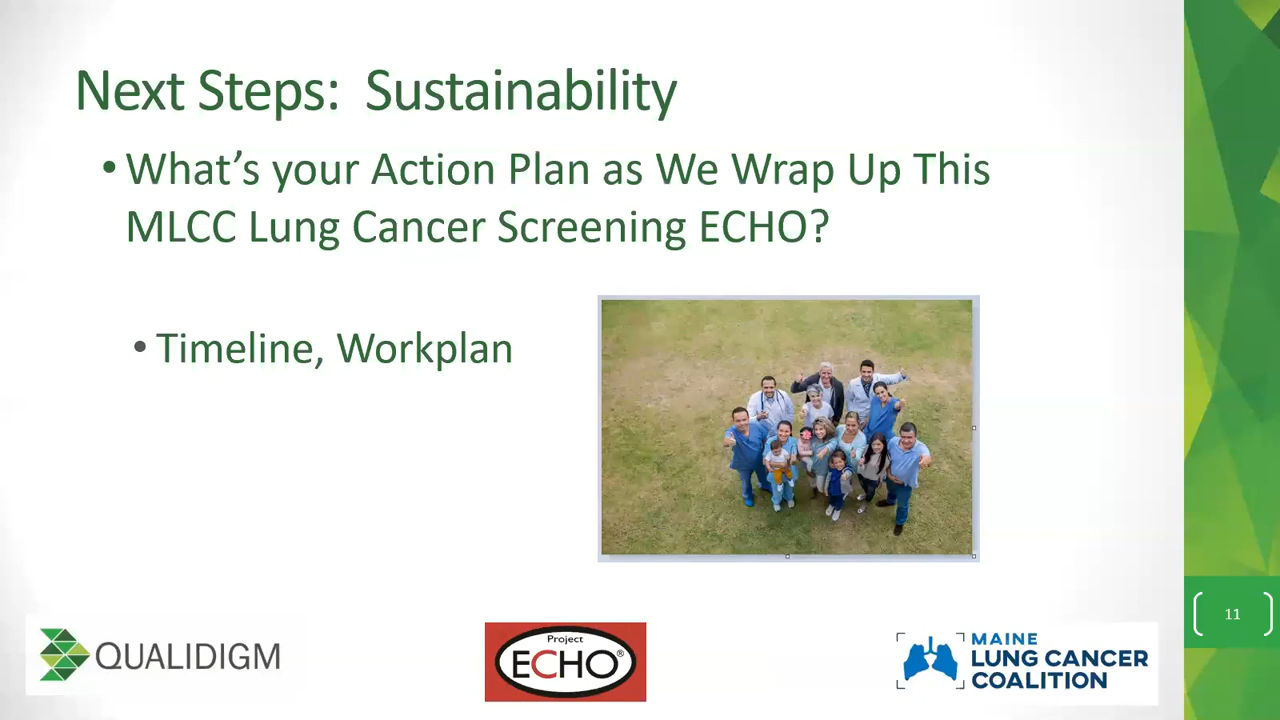 Next Steps: Sustainability
• What's your Action Plan as We Wrap Up This
MLCC Lung Cancer Screening ECHO?
• Timeline, Workplan
11
QUALIDIGM
Project
ECHO®
MAINE
LUNG CANCER
COALITION